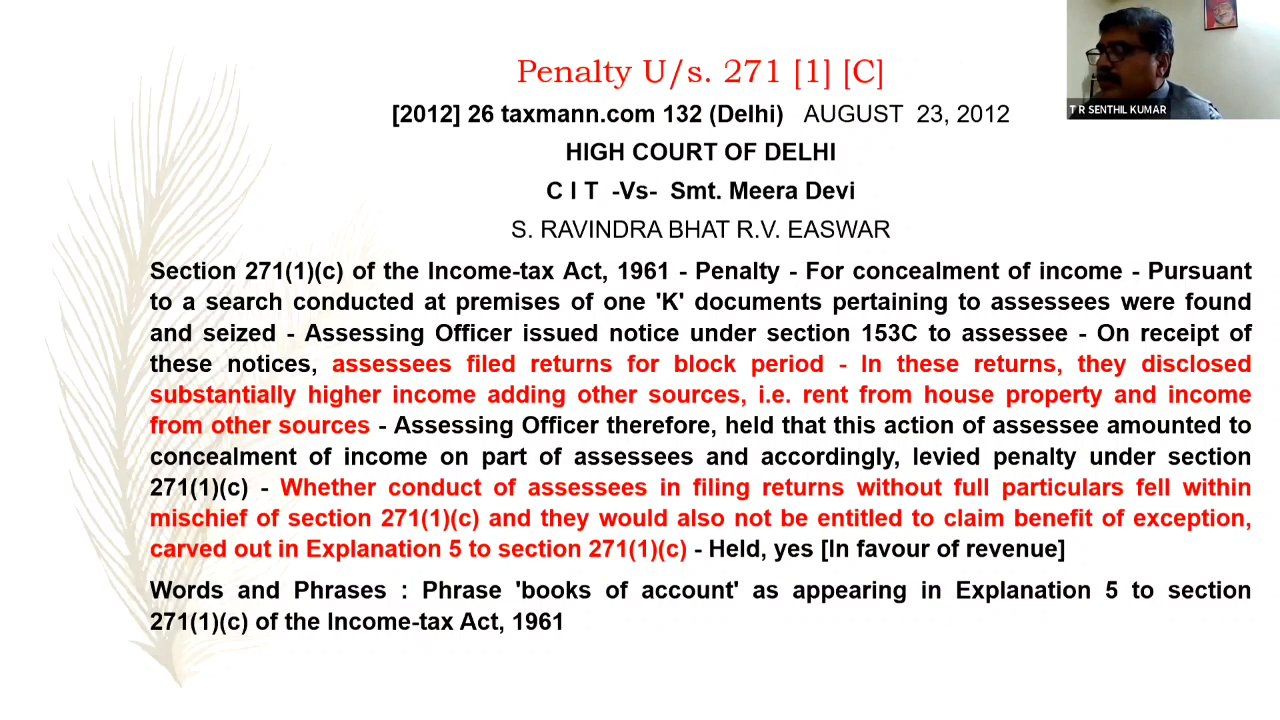 Penalty U/s. 271 [1] [C]
[2012] 26 taxmann.com 132 (Delhi) AUGUST 23, 2012
HIGH COURT OF DELHI
C I T -Vs- Smt. Meera Devi
S. RAVINDRA BHAT R.V. EASWAR
Section 271(1)(c) of the Income-tax Act, 1961 - Penalty - For concealment of income - Pursuant
to a search conducted at premises of one 'K' documents pertaining to assessees were found
and seized - Assessing Officer issued notice under section 153C to assessee - On receipt of
these notices, assessees filed returns for block period - In these returns, they disclosed
substantially higher income adding other sources, i.e. rent from house property and income
from other sources - Assessing Officer therefore, held that this action of assessee amounted to
concealment of income on part of assessees and accordingly, levied penalty under section
271(1)(c) - Whether conduct of assessees in filing returns without full particulars fell within
mischief of section 271(1)(c) and they would also not be entitled to claim benefit of exception,
carved out in Explanation 5 to section 271(1)(c) - Held, yes [In favour of revenue]
Words and Phrases : Phrase 'books of account' as appearing in Explanation 5 to section
271(1)(c) of the Income-tax Act, 1961
T R SENTHIL KUMAR